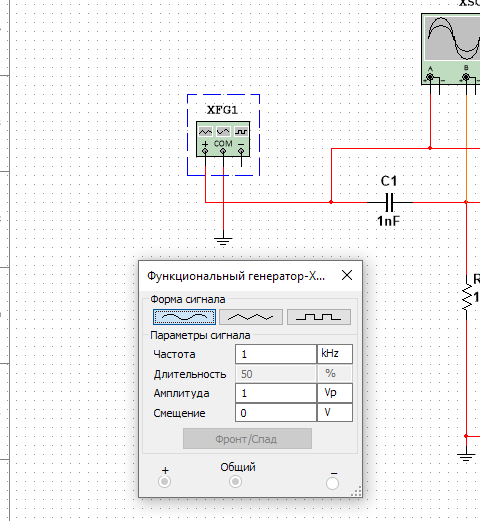 XSC
A
B
XFG1
+ COM −
C1
1nF
R
1
Функциональный генератор-X...
Форма сигнала
Параметры сигнала
Частота 1 kHz
Длительность 50 %
Амплитуда 1 Vp
Смещение 0 V
Фронт/Спад
+ Общий −